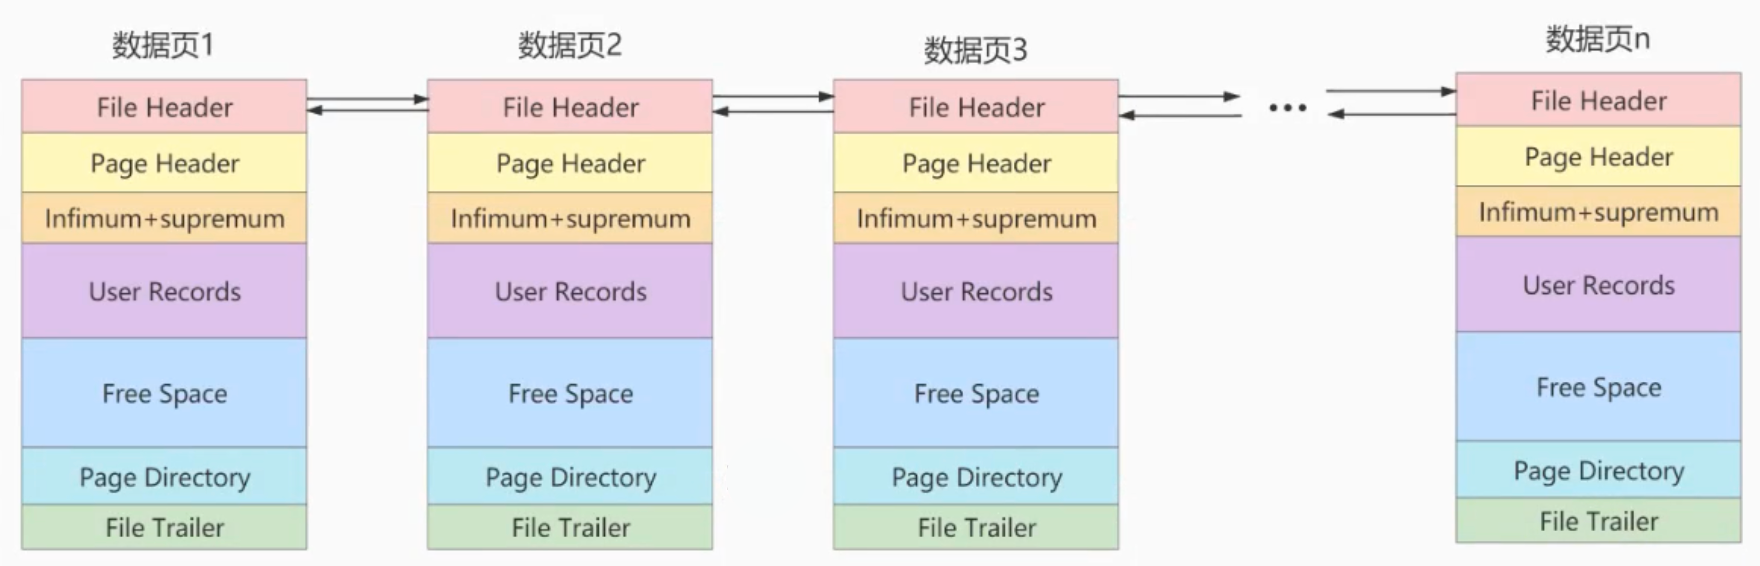 数据页1
File Header
Page Header
Infimum+supremum
User Records
Free Space
Page Directory
File Trailer
数据页2
File Header
Page Header
Infimum+supremum
User Records
Free Space
Page Directory
File Trailer
数据页3
File Header
Page Header
Infimum+supremum
User Records
Free Space
Page Directory
File Trailer
...
数据页n
File Header
Page Header
Infimum+supremum
User Records
Free Space
Page Directory
File Trailer